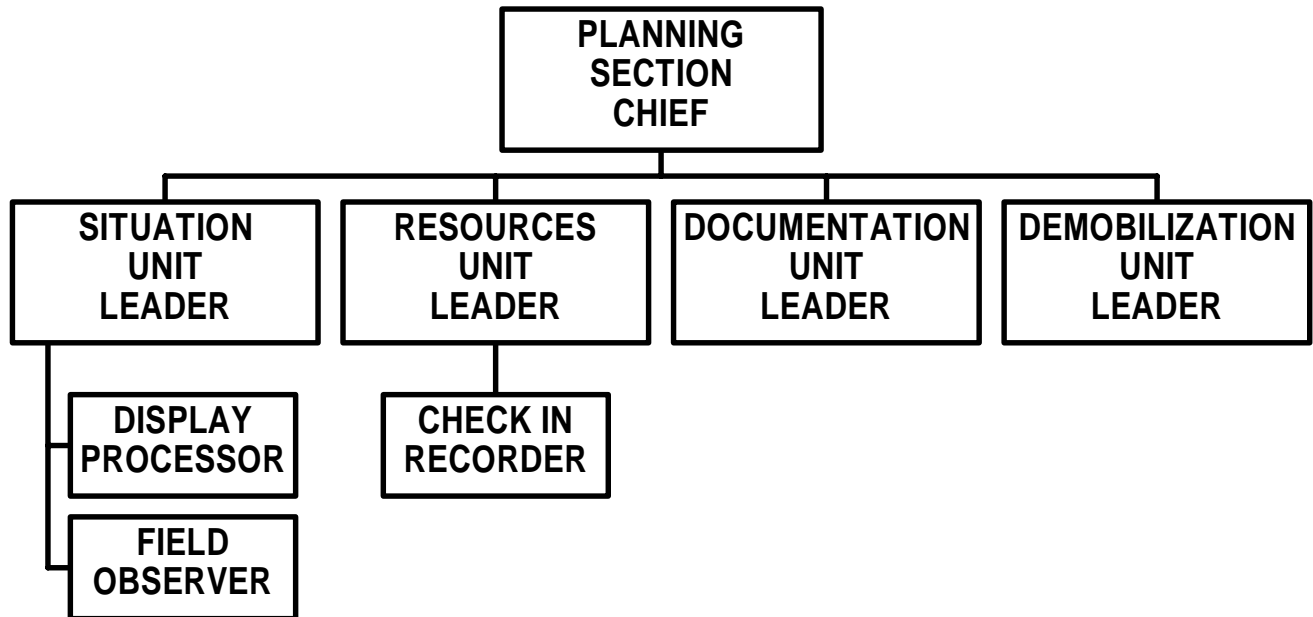 PLANNING
SECTION
CHIEF
SITUATION
UNIT
LEADER
RESOURCES
UNIT
LEADER
DOCUMENTATION
UNIT
LEADER
DEMOBILIZATION
UNIT
LEADER
DISPLAY
PROCESSOR
CHECK IN
RECORDER
FIELD
OBSERVER